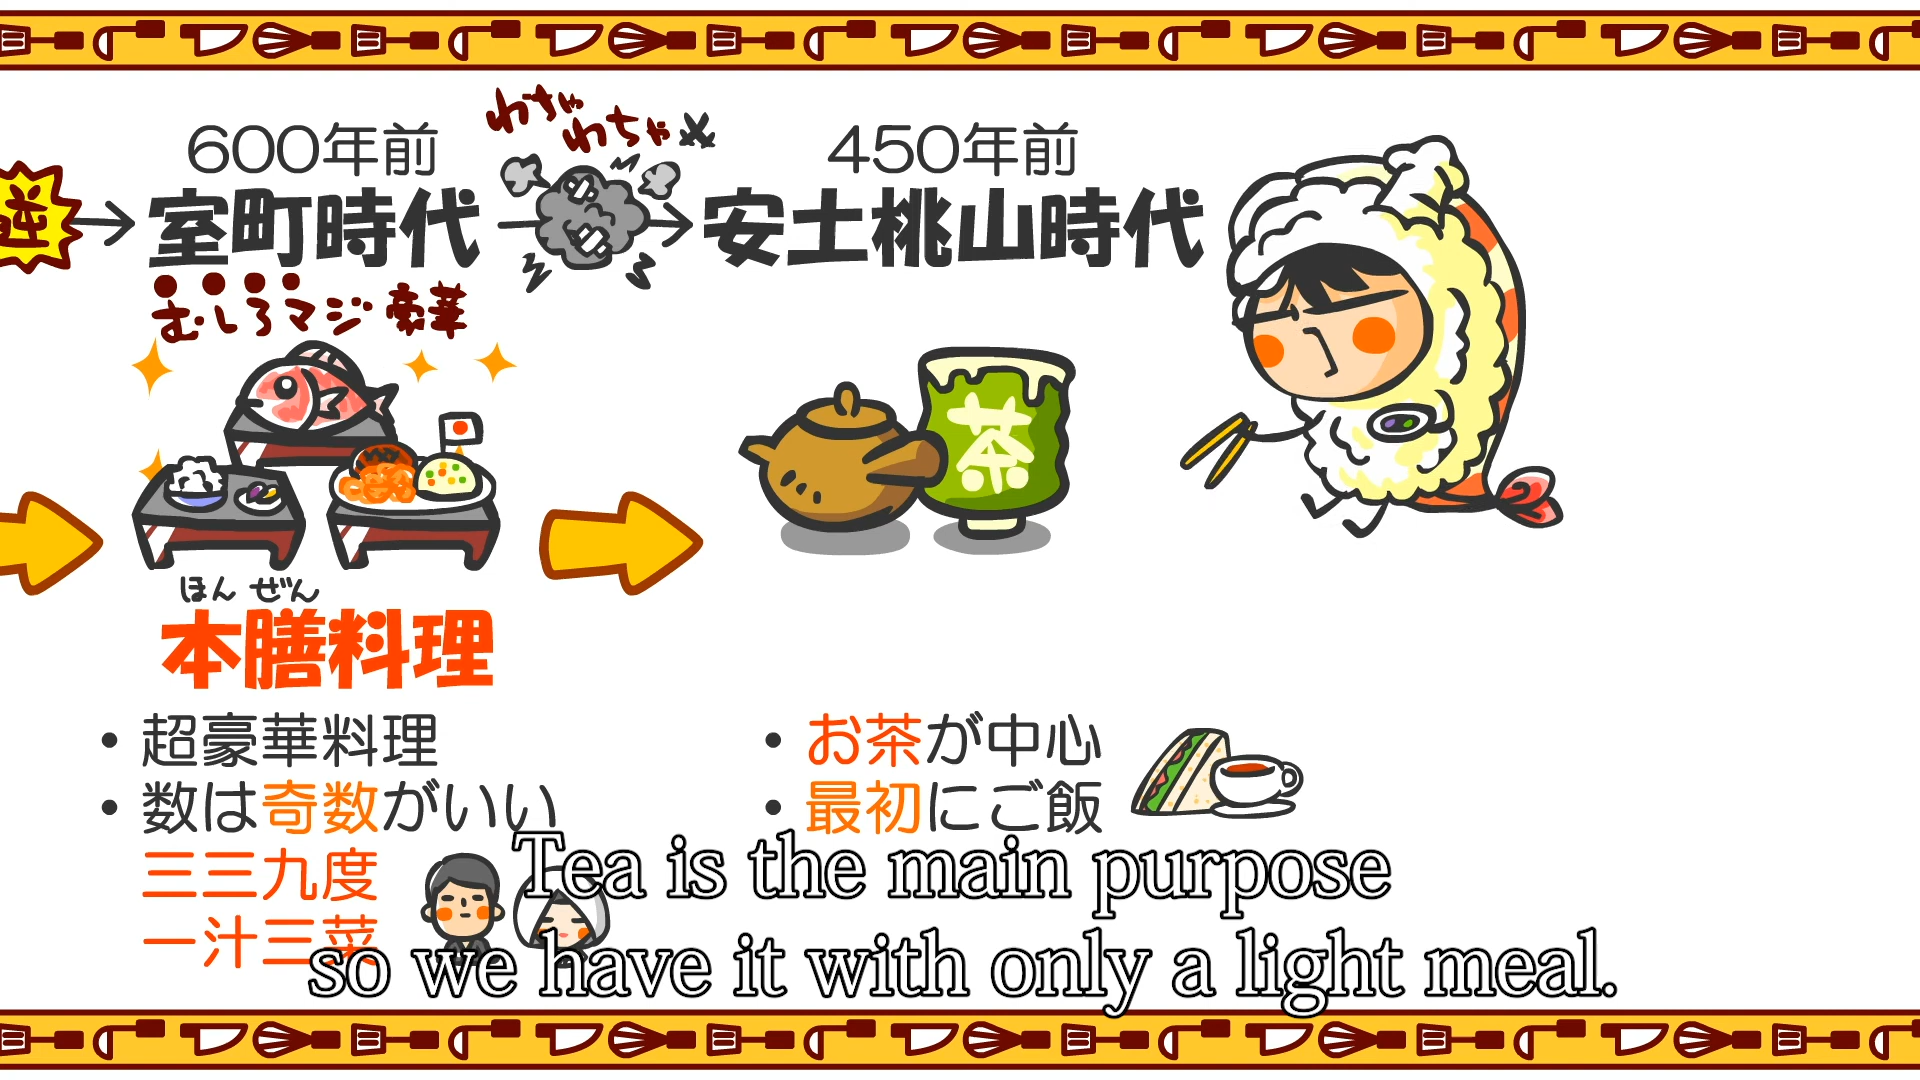 逆
600年前
室町時代
むしろマジ豪華
ほん ぜん
本膳料理
・超豪華料理
・数は奇数がいい
三三九度
一汁三菜
わちゃ
わちゃ
450年前
安土桃山時代
茶
・お茶が中心
・最初にご飯
Tea is the main purpose
so we have it with only a light meal.